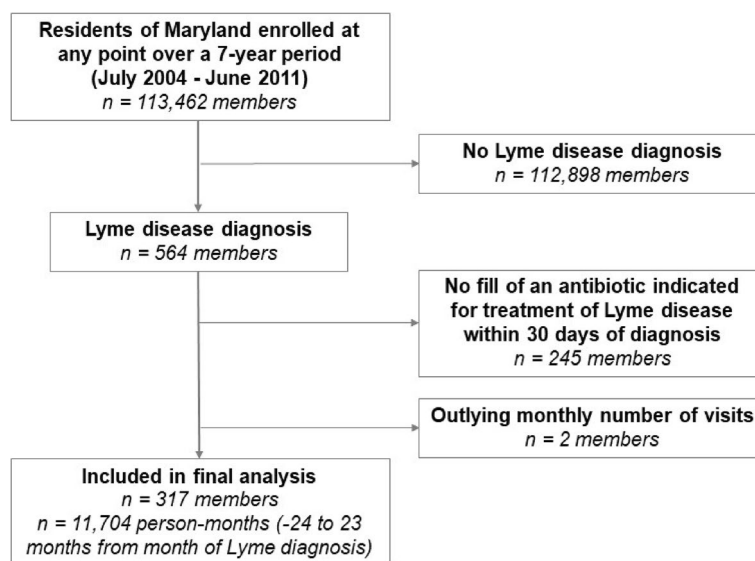 Residents of Maryland enrolled at
any point over a 7-year period
(July 2004 - June 2011)
n = 113,462 members
No Lyme disease diagnosis
n = 112,898 members
Lyme disease diagnosis
n = 564 members
No fill of an antibiotic indicated
for treatment of Lyme disease
within 30 days of diagnosis
n = 245 members
Outlying monthly number of visits
n = 2 members
Included in final analysis
n = 317 members
n = 11,704 person-months (-24 to 23
months from month of Lyme diagnosis)